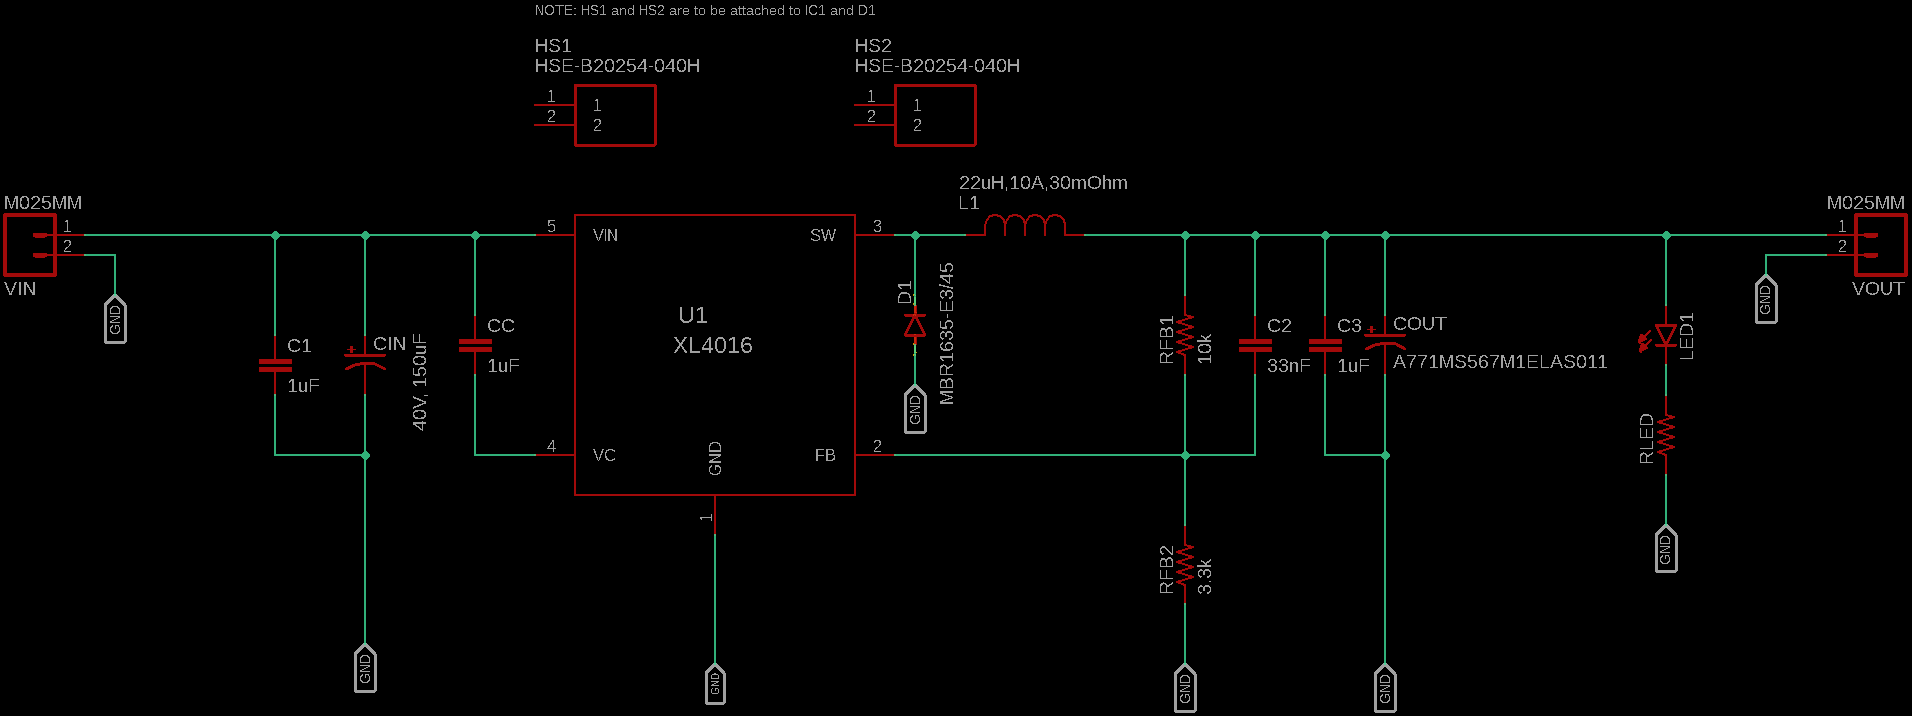 NOTE: HS1 and HS2 are to be attached to IC1 and D1
HS1
HSE-B20254-040H
1
2
1
2
HS2
HSE-B20254-040H
1
2
1
2
M025MM
1
2
VIN
GND
C1
1uF
CIN
40V, 150uF
GND
CC
1uF
5
VIN
4
VC
U1
XL4016
GND
1
GND
SW
3
FB
2
D1
MBR1635-E3/45
GND
22uH,10A,30mOhm
L1
RFB1
10k
RFB2
3.3k
GND
C2
33nF
C3
1uF
COUT
A771MS567M1ELAS011
GND
LED1
RLED
GND
M025MM
1
2
VOUT
GND